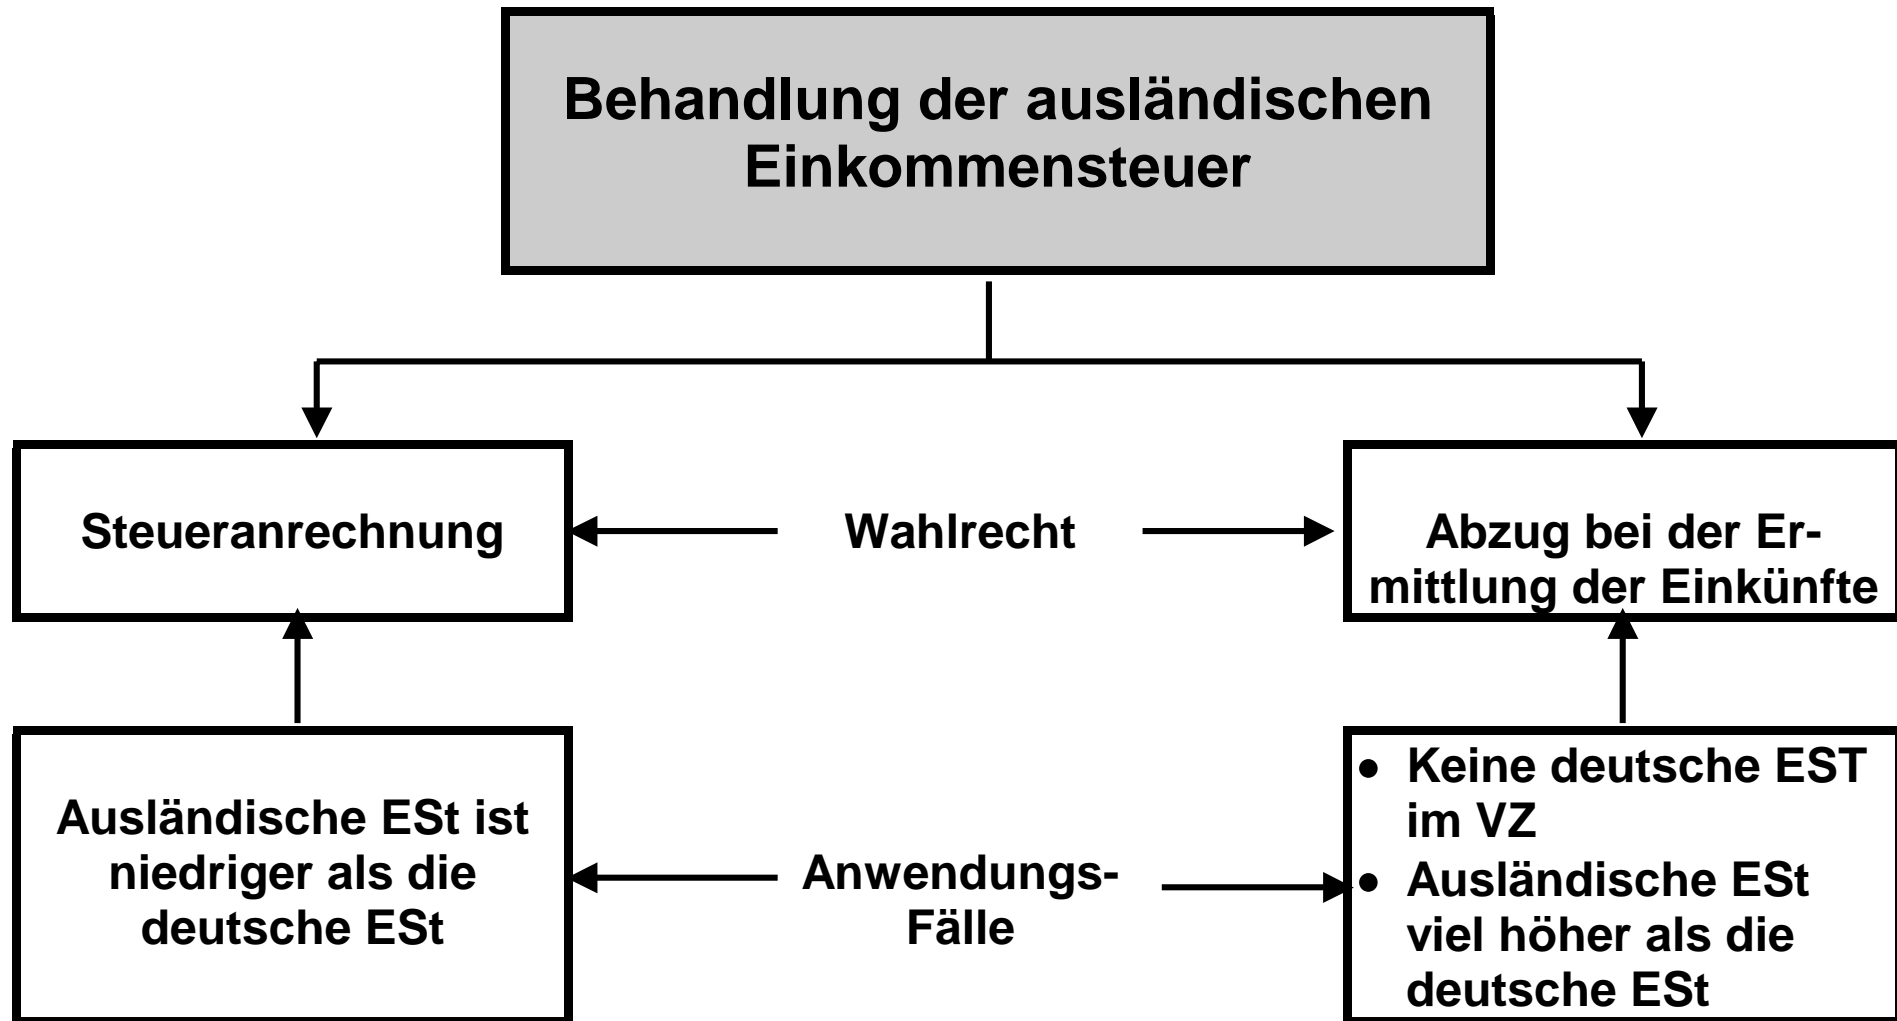 Behandlung der ausländischen
Einkommensteuer
Steueranrechnung
Wahlrecht
Abzug bei der Er-
mittlung der Einkünfte
Ausländische ESt ist
niedriger als die
deutsche ESt
Anwendungs-
Fälle
• Keine deutsche EST
im VZ
• Ausländische ESt
viel höher als die
deutsche ESt